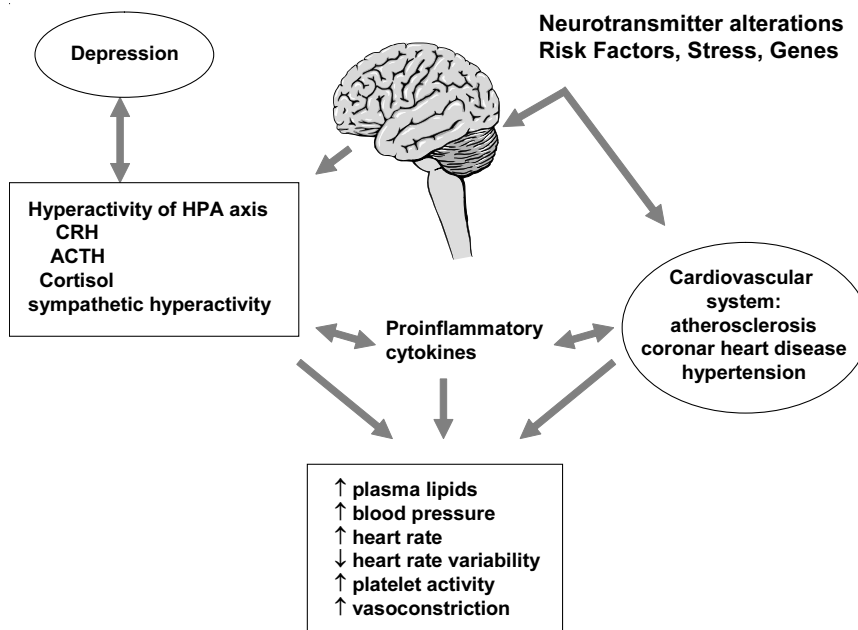 Depression
Neurotransmitter alterations
Risk Factors, Stress, Genes
Hyperactivity of HPA axis
CRH
ACTH
Cortisol
sympathetic hyperactivity
Proinflammatory
cytokines
Cardiovascular
system:
atherosclerosis
coronar heart disease
hypertension
↑ plasma lipids
↑ blood pressure
↑ heart rate
↓ heart rate variability
↑ platelet activity
↑ vasoconstriction